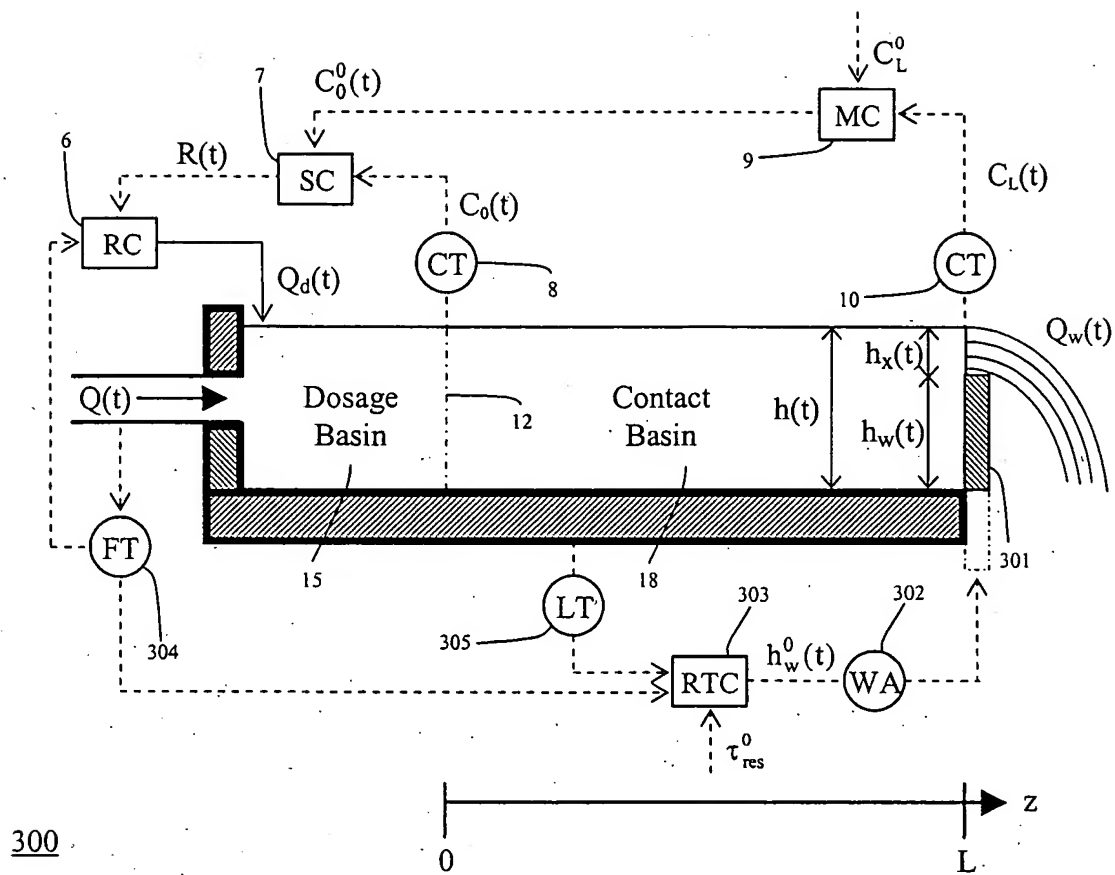 C_L^0
7
C_0^0(t)
MC
9
6
R(t)
SC
C_0(t)
C_L(t)
RC
CT
8
CT
10
Q_d(t)
Q_w(t)
h_x(t)
Q(t)
Dosage
Basin
12
Contact
Basin
h(t)
h_w(t)
FT
15
18
301
304
305
LT
303
302
RTC
h_w^0(t)
WA
τ_res^0
z
300
0
L